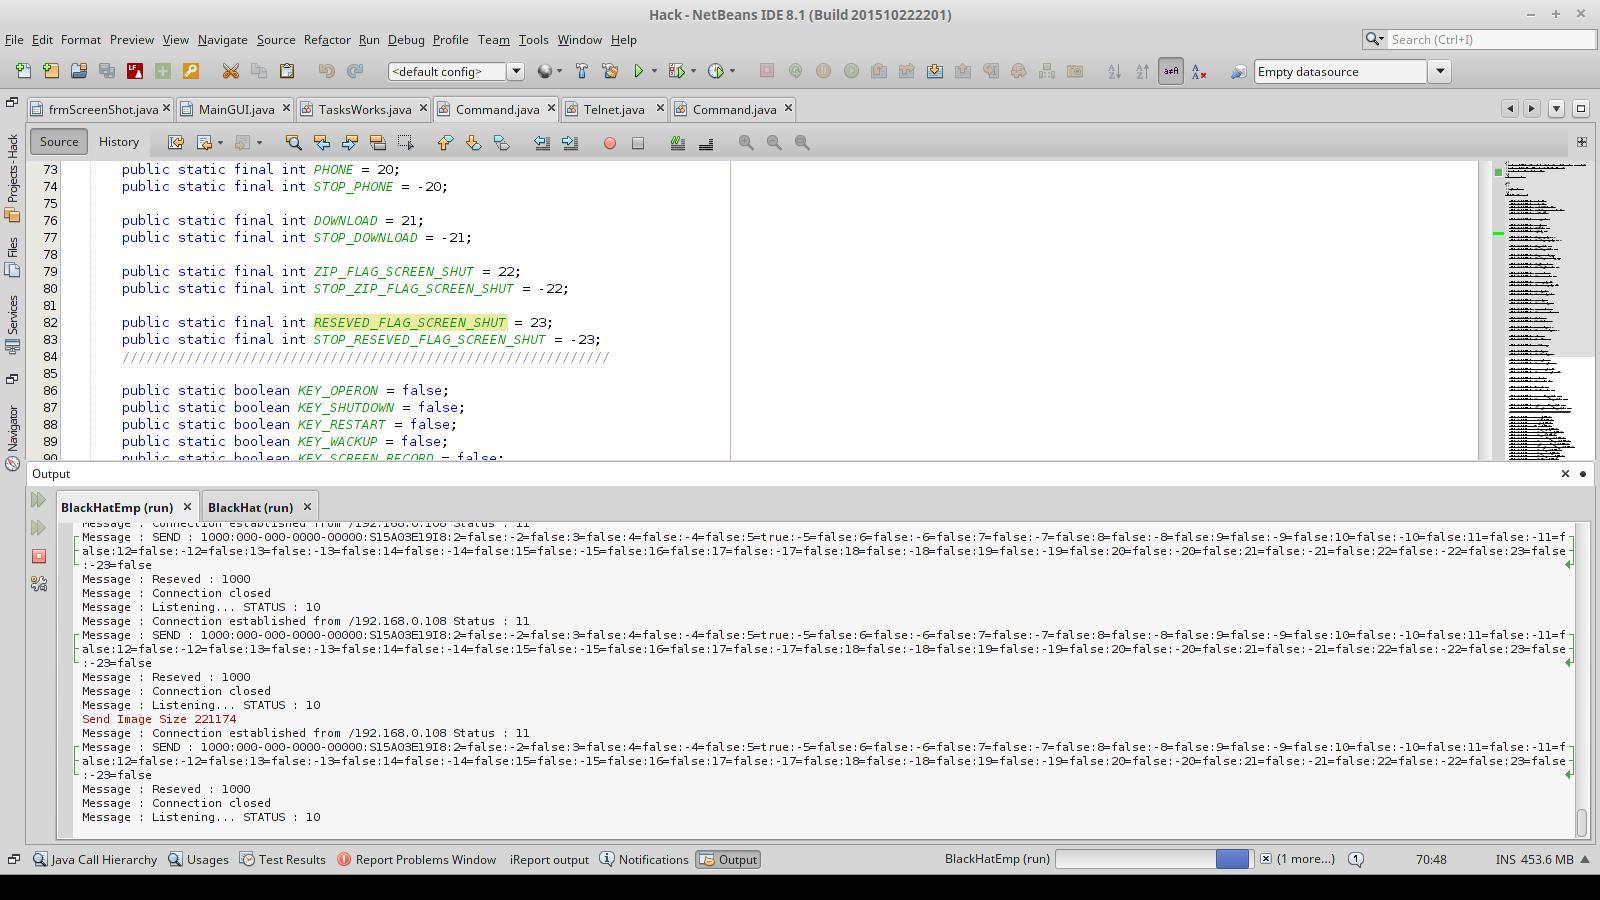 Hack - NetBeans IDE 8.1 (Build 201510222201)
File Edit Format Preview View Navigate Source Refactor Run Debug Profile Team Tools Window Help
Search (Ctrl+I)
<default config>
Empty datasource
frmScreenShot.java MainGUI.java TasksWorks.java Command.java Telnet.java Command.java
Source History
Projects - Hack
Files
Services
Navigator
73 public static final int PHONE = 20;
74 public static final int STOP_PHONE = -20;
75
76 public static final int DOWNLOAD = 21;
77 public static final int STOP_DOWNLOAD = -21;
78
79 public static final int ZIP_FLAG_SCREEN_SHUT = 22;
80 public static final int STOP_ZIP_FLAG_SCREEN_SHUT = -22;
81
82 public static final int RESEVED_FLAG_SCREEN_SHUT = 23;
83 public static final int STOP_RESEVED_FLAG_SCREEN_SHUT = -23;
84 /////////////////////////////////////////////////////////////
85
86 public static boolean KEY_OPERON = false;
87 public static boolean KEY_SHUTDOWN = false;
88 public static boolean KEY_RESTART = false;
89 public static boolean KEY_WACKUP = false;
90 public static boolean KEY_SCREEN_RECORD = false;
Output
BlackHatEmp (run) BlackHat (run)
Message : Connection established from /192.168.0.108 Status : 11
Message : SEND : 1000:000-000-0000-00000:S15A03E19I8:2=false:-2=false:3=false:4=false:-4=false:5=true:-5=false:6=false:-6=false:7=false:-7=false:8=false:-8=false:9=false:-9=false:10=false:-10=false:11=false:-11=f
alse:12=false:-12=false:13=false:-13=false:14=false:-14=false:15=false:-15=false:16=false:17=false:-17=false:18=false:-18=false:19=false:-19=false:20=false:-20=false:21=false:-21=false:22=false:-22=false:23=false
:-23=false
Message : Reseved : 1000
Message : Connection closed
Message : Listening... STATUS : 10
Message : Connection established from /192.168.0.108 Status : 11
Message : SEND : 1000:000-000-0000-00000:S15A03E19I8:2=false:-2=false:3=false:4=false:-4=false:5=true:-5=false:6=false:-6=false:7=false:-7=false:8=false:-8=false:9=false:-9=false:10=false:-10=false:11=false:-11=f
alse:12=false:-12=false:13=false:-13=false:14=false:-14=false:15=false:-15=false:16=false:17=false:-17=false:18=false:-18=false:19=false:-19=false:20=false:-20=false:21=false:-21=false:22=false:-22=false:23=false
:-23=false
Message : Reseved : 1000
Message : Connection closed
Message : Listening... STATUS : 10
Send Image Size 221174
Message : Connection established from /192.168.0.108 Status : 11
Message : SEND : 1000:000-000-0000-00000:S15A03E19I8:2=false:-2=false:3=false:4=false:-4=false:5=true:-5=false:6=false:-6=false:7=false:-7=false:8=false:-8=false:9=false:-9=false:10=false:-10=false:11=false:-11=f
alse:12=false:-12=false:13=false:-13=false:14=false:-14=false:15=false:-15=false:16=false:17=false:-17=false:18=false:-18=false:19=false:-19=false:20=false:-20=false:21=false:-21=false:22=false:-22=false:23=false
:-23=false
Message : Reseved : 1000
Message : Connection closed
Message : Listening... STATUS : 10
Java Call Hierarchy Usages Test Results Report Problems Window iReport output Notifications Output BlackHatEmp (run) (1 more...) 1 70:48 INS 453.6 MB